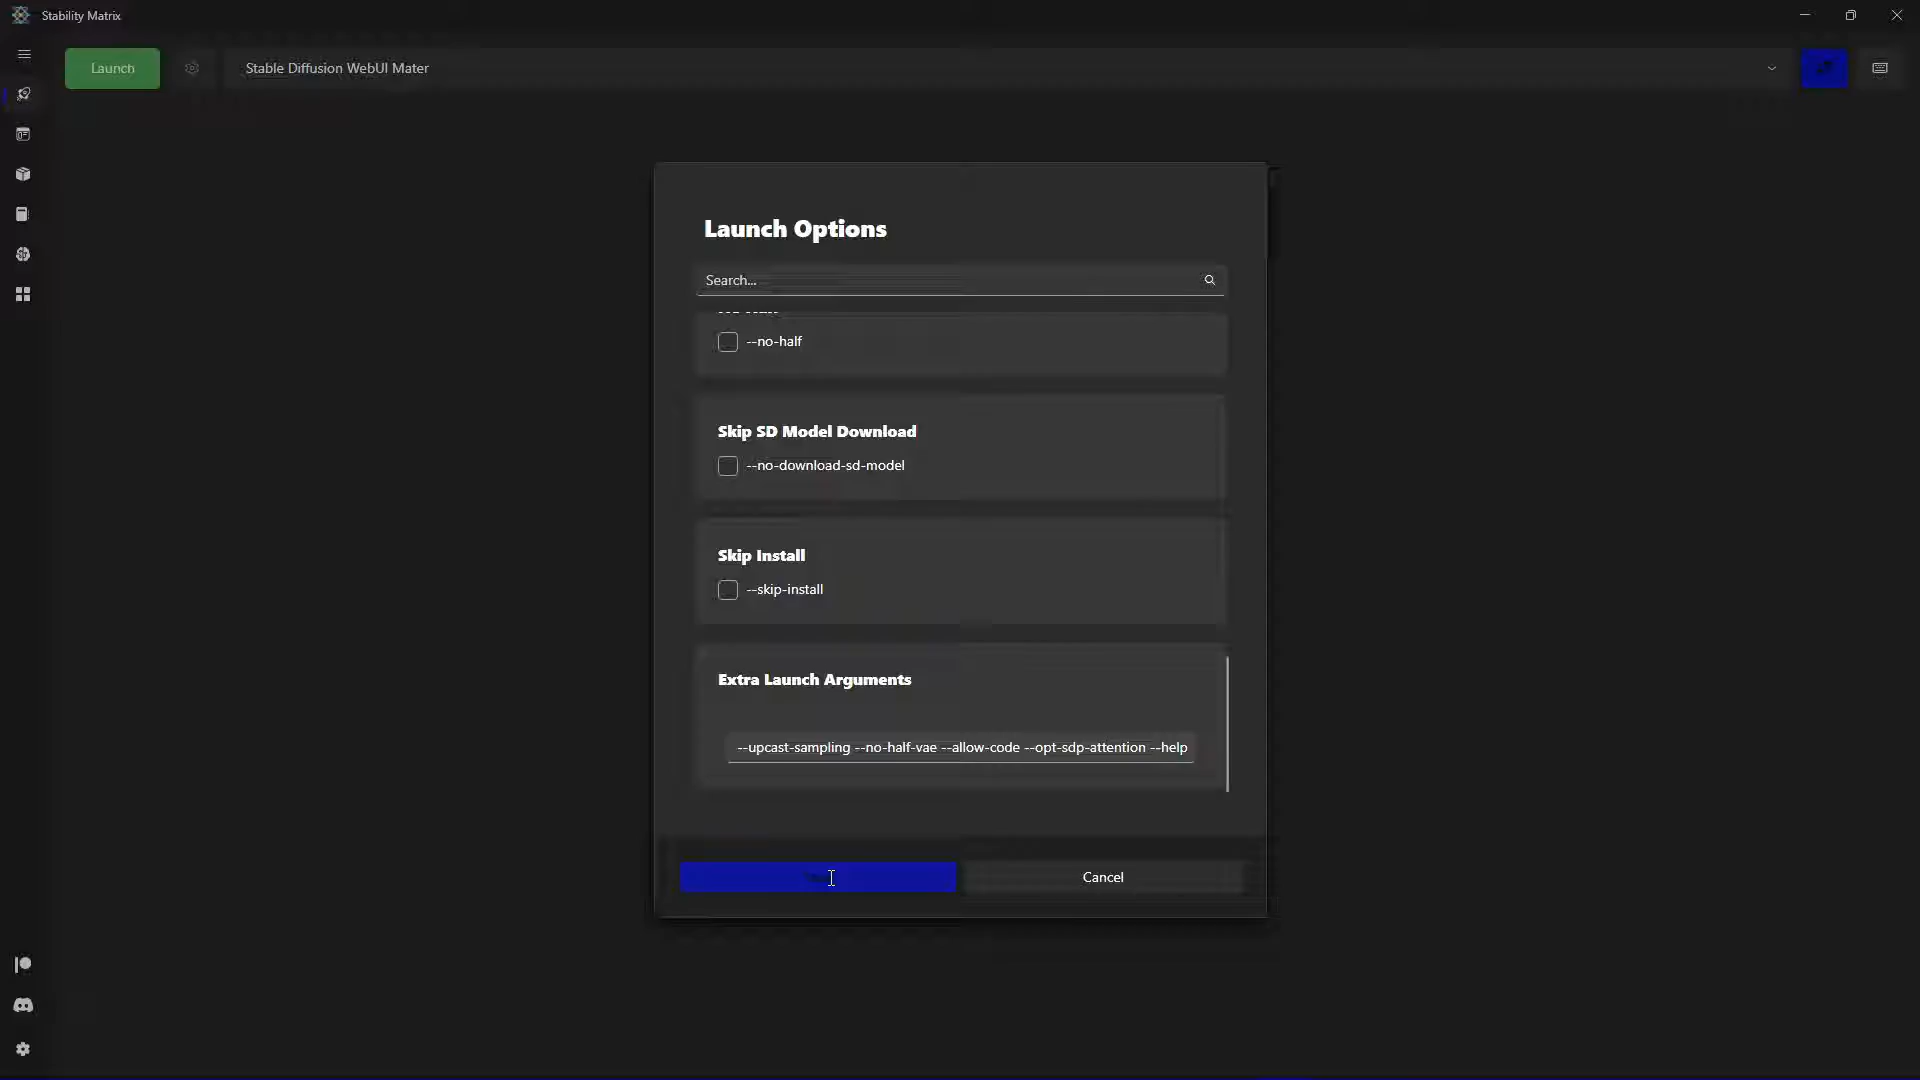 Stability Matrix
Launch
Stable Diffusion WebUI Mater
Launch Options
Search...
--no-half
Skip SD Model Download
--no-download-sd-model
Skip Install
--skip-install
Extra Launch Arguments
--upcast-sampling --no-half-vae --allow-code --opt-sdp-attention --help
Cancel